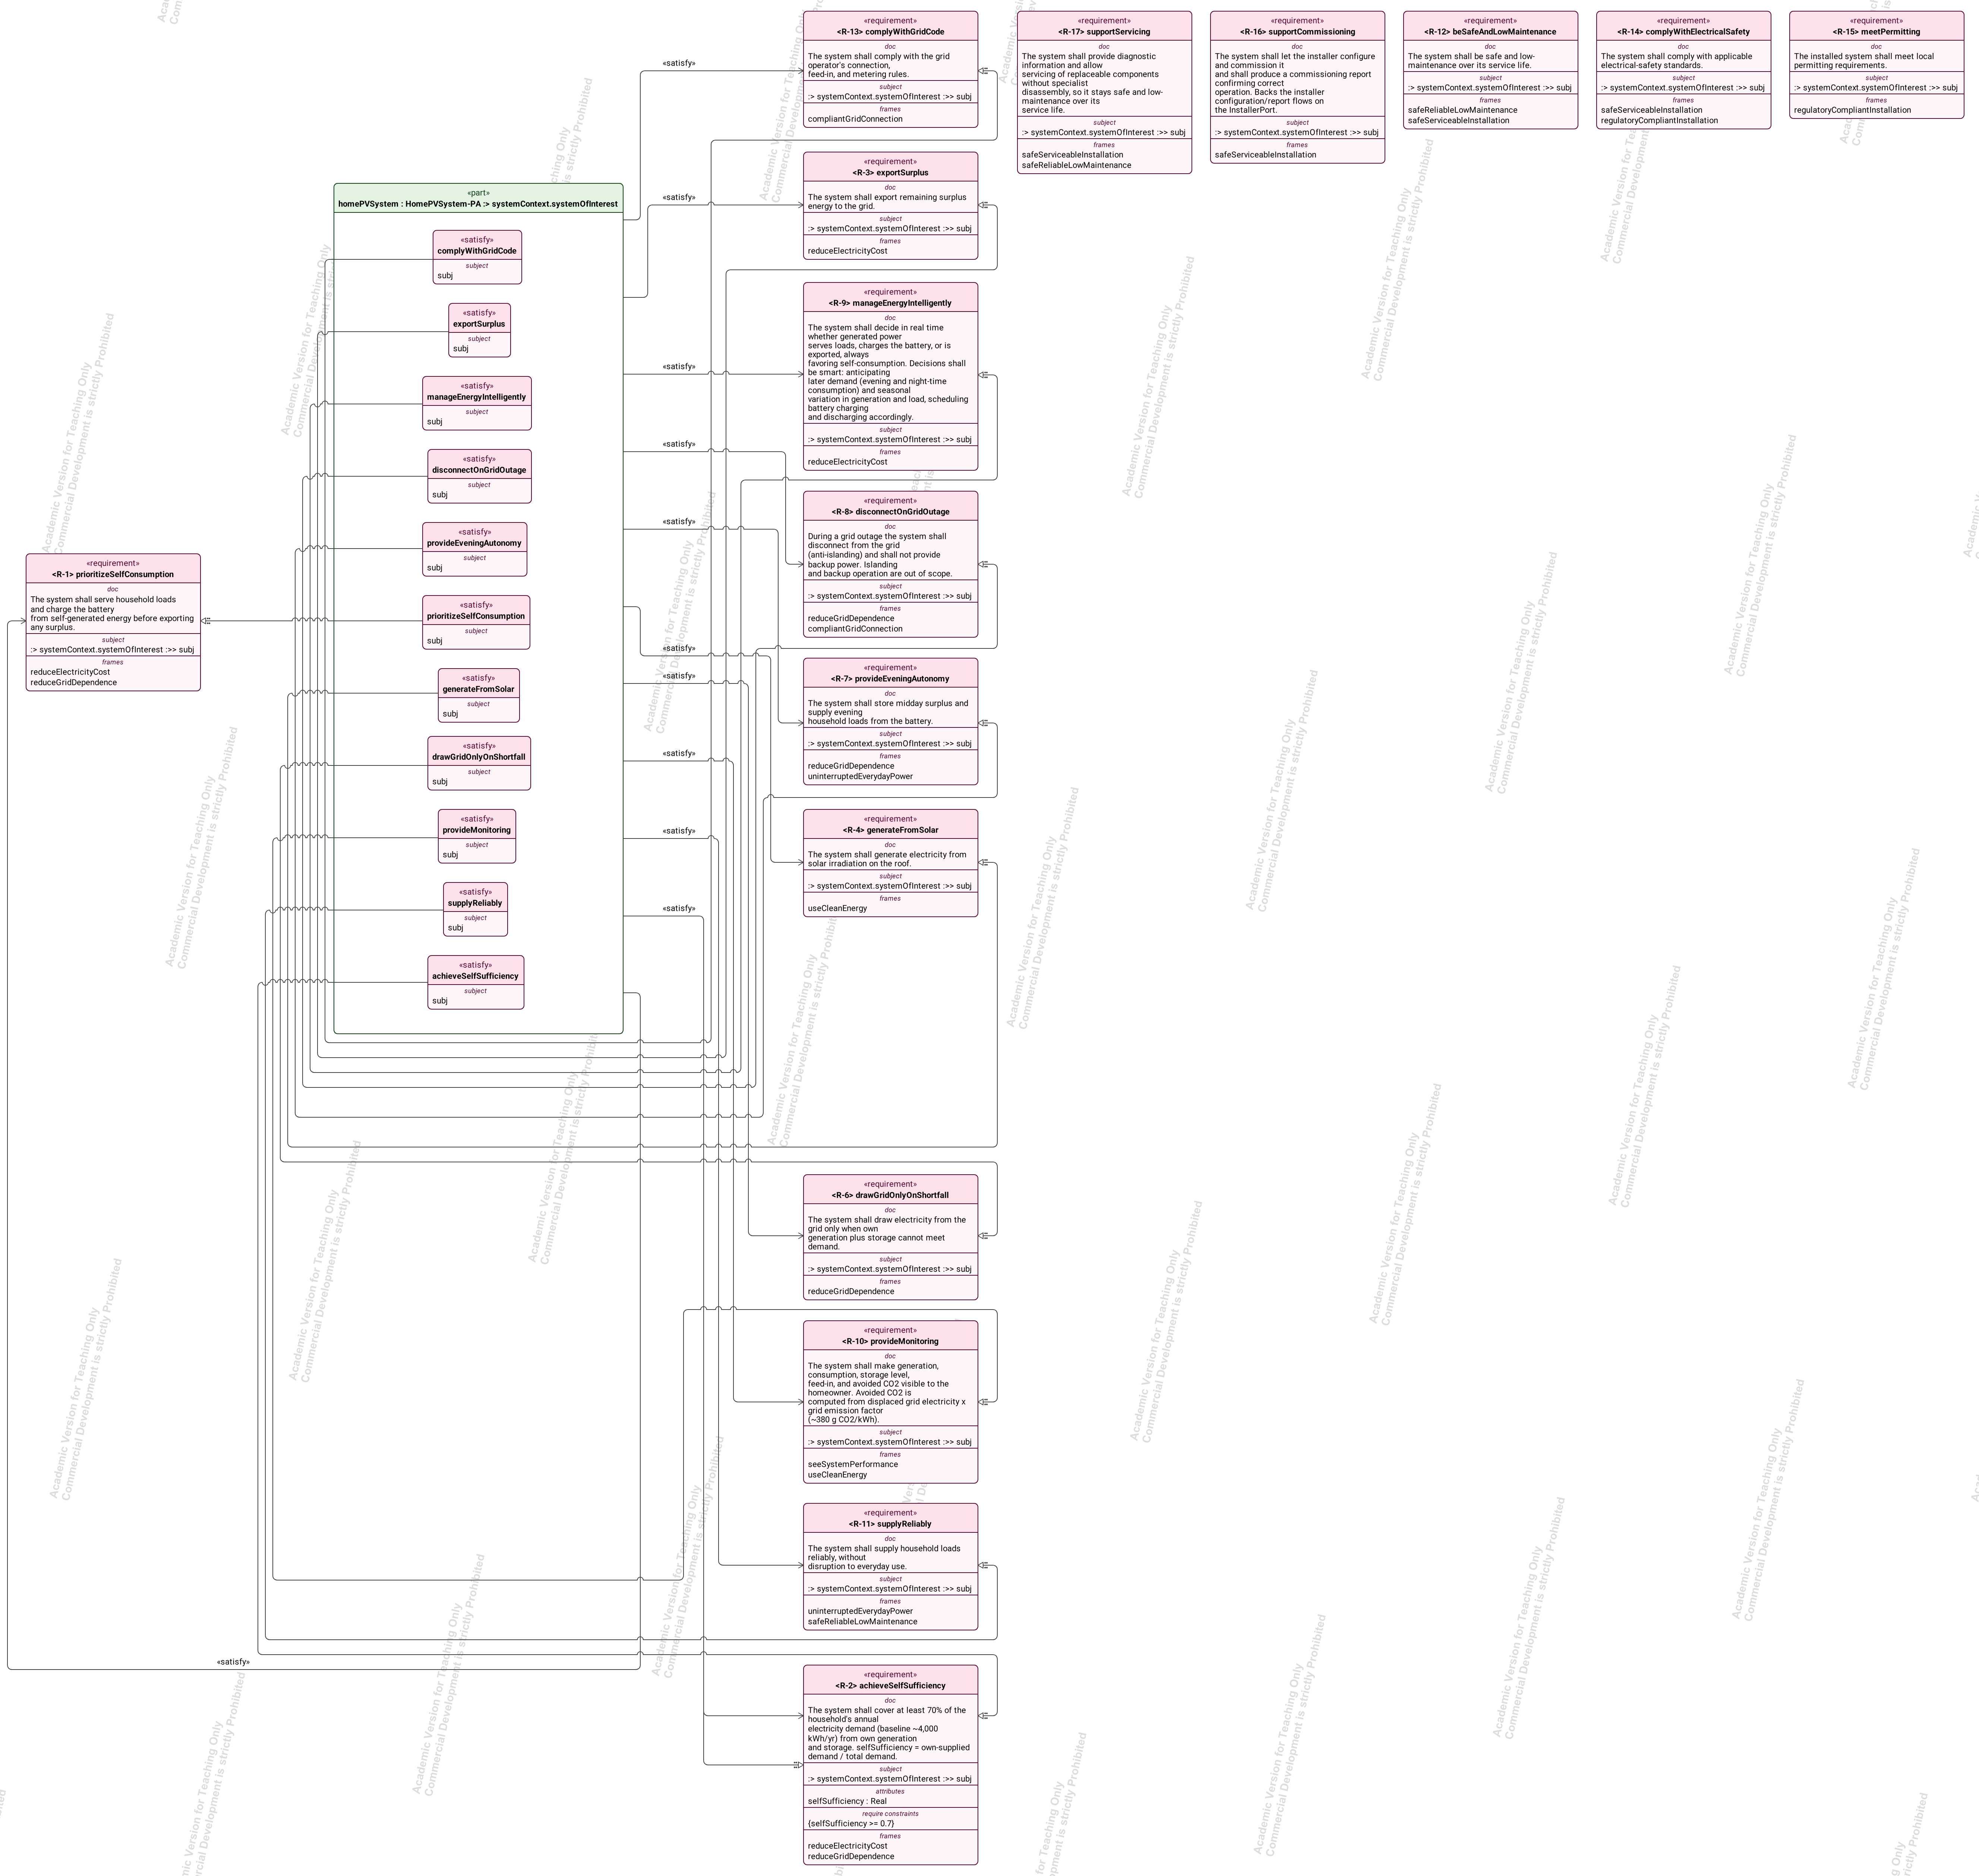 «requirement»
<R-13> complyWithGridCode
doc
The system shall comply with the grid
operator's connection,
feed-in, and metering rules.
subject
:> systemContext.systemOfInterest :>> subj
frames
compliantGridConnection
«requirement»
<R-17> supportServicing
doc
The system shall provide diagnostic
information and allow
servicing of replaceable components
without specialist
disassembly, so it stays safe and low-
maintenance over its
service life.
subject
:> systemContext.systemOfInterest :>> subj
frames
safeServiceableInstallation
safeReliableLowMaintenance
«requirement»
<R-16> supportCommissioning
doc
The system shall let the installer configure
and commission it
and shall produce a commissioning report
confirming correct
operation. Backs the installer
configuration/report flows on
the InstallerPort.
subject
:> systemContext.systemOfInterest :>> subj
frames
safeServiceableInstallation
«requirement»
<R-12> beSafeAndLowMaintenance
doc
The system shall be safe and low-
maintenance over its service life.
subject
:> systemContext.systemOfInterest :>> subj
frames
safeReliableLowMaintenance
safeServiceableInstallation
«requirement»
<R-14> complyWithElectricalSafety
doc
The system shall comply with applicable
electrical-safety standards.
subject
:> systemContext.systemOfInterest :>> subj
frames
safeServiceableInstallation
regulatoryCompliantInstallation
«requirement»
<R-15> meetPermitting
doc
The installed system shall meet local
permitting requirements.
subject
:> systemContext.systemOfInterest :>> subj
frames
regulatoryCompliantInstallation
«part»
homePVSystem : HomePVSystem-PA :> systemContext.systemOfInterest
«satisfy»
complyWithGridCode
subject
subj
«satisfy»
exportSurplus
subject
subj
«satisfy»
manageEnergyIntelligently
subject
subj
«satisfy»
disconnectOnGridOutage
subject
subj
«satisfy»
provideEveningAutonomy
subject
subj
«satisfy»
prioritizeSelfConsumption
subject
subj
«satisfy»
generateFromSolar
subject
subj
«satisfy»
drawGridOnlyOnShortfall
subject
subj
«satisfy»
provideMonitoring
subject
subj
«satisfy»
supplyReliably
subject
subj
«satisfy»
achieveSelfSufficiency
subject
subj
«requirement»
<R-1> prioritizeSelfConsumption
doc
The system shall serve household loads
and charge the battery
from self-generated energy before exporting
any surplus.
subject
:> systemContext.systemOfInterest :>> subj
frames
reduceElectricityCost
reduceGridDependence
«satisfy»
«satisfy»
«satisfy»
«satisfy»
«satisfy»
«satisfy»
«satisfy»
«satisfy»
«satisfy»
«satisfy»
«requirement»
<R-3> exportSurplus
doc
The system shall export remaining surplus
energy to the grid.
subject
:> systemContext.systemOfInterest :>> subj
frames
reduceElectricityCost
«requirement»
<R-9> manageEnergyIntelligently
doc
The system shall decide in real time
whether generated power
serves loads, charges the battery, or is
exported, always
favoring self-consumption. Decisions shall
be smart: anticipating
later demand (evening and night-time
consumption) and seasonal
variation in generation and load, scheduling
battery charging
and discharging accordingly.
subject
:> systemContext.systemOfInterest :>> subj
frames
reduceElectricityCost
«requirement»
<R-8> disconnectOnGridOutage
doc
During a grid outage the system shall
disconnect from the grid
(anti-islanding) and shall not provide
backup power. Islanding
and backup operation are out of scope.
subject
:> systemContext.systemOfInterest :>> subj
frames
reduceGridDependence
compliantGridConnection
«requirement»
<R-7> provideEveningAutonomy
doc
The system shall store midday surplus and
supply evening
household loads from the battery.
subject
:> systemContext.systemOfInterest :>> subj
frames
reduceGridDependence
uninterruptedEverydayPower
«requirement»
<R-4> generateFromSolar
doc
The system shall generate electricity from
solar irradiation on the roof.
subject
:> systemContext.systemOfInterest :>> subj
frames
useCleanEnergy
«requirement»
<R-6> drawGridOnlyOnShortfall
doc
The system shall draw electricity from the
grid only when own
generation plus storage cannot meet
demand.
subject
:> systemContext.systemOfInterest :>> subj
frames
reduceGridDependence
«requirement»
<R-10> provideMonitoring
doc
The system shall make generation,
consumption, storage level,
feed-in, and avoided CO2 visible to the
homeowner. Avoided CO2 is
computed from displaced grid electricity x
grid emission factor
(~380 g CO2/kWh).
subject
:> systemContext.systemOfInterest :>> subj
frames
seeSystemPerformance
useCleanEnergy
«requirement»
<R-11> supplyReliably
doc
The system shall supply household loads
reliably, without
disruption to everyday use.
subject
:> systemContext.systemOfInterest :>> subj
frames
uninterruptedEverydayPower
safeReliableLowMaintenance
«satisfy»
«requirement»
<R-2> achieveSelfSufficiency
doc
The system shall cover at least 70% of the
household's annual
electricity demand (baseline ~4,000
kWh/yr) from own generation
and storage. selfSufficiency = own-supplied
demand / total demand.
subject
:> systemContext.systemOfInterest :>> subj
attributes
selfSufficiency : Real
require constraints
{selfSufficiency >= 0.7}
frames
reduceElectricityCost
reduceGridDependence
Academic Version for Teaching Only
Commercial Development is strictly Prohibited